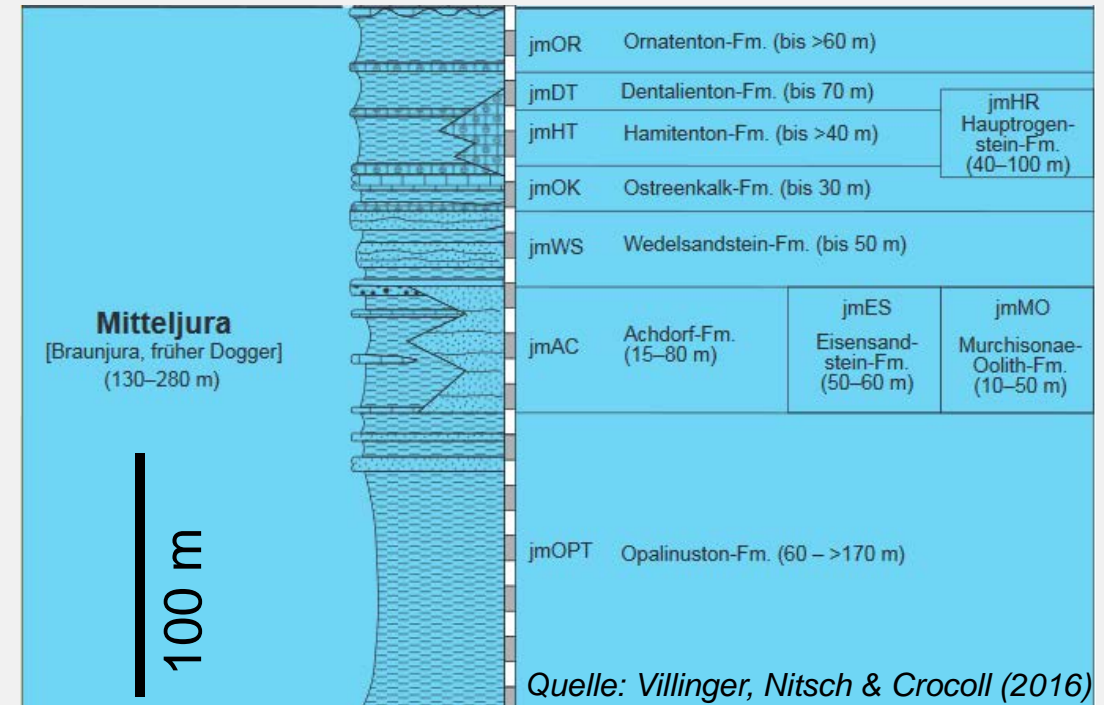 Mitteljura
[Braunjura, früher Dogger]
(130–280 m)
100 m
jmOR Ornatenton-Fm. (bis >60 m)
jmDT Dentalienton-Fm. (bis 70 m)
jmHT Hamitenton-Fm. (bis >40 m)
jmHR
Hauptrogen-
stein-Fm.
(40–100 m)
jmOK Ostreenkalk-Fm. (bis 30 m)
jmWS Wedelsandstein-Fm. (bis 50 m)
jmAC Achdorf-Fm.
(15–80 m)
jmES
Eisensand-
stein-Fm.
(50–60 m)
jmMO
Murchisonae-
Oolith-Fm.
(10–50 m)
jmOPT Opalinuston-Fm. (60 – >170 m)
Quelle: Villinger, Nitsch & Crocoll (2016)